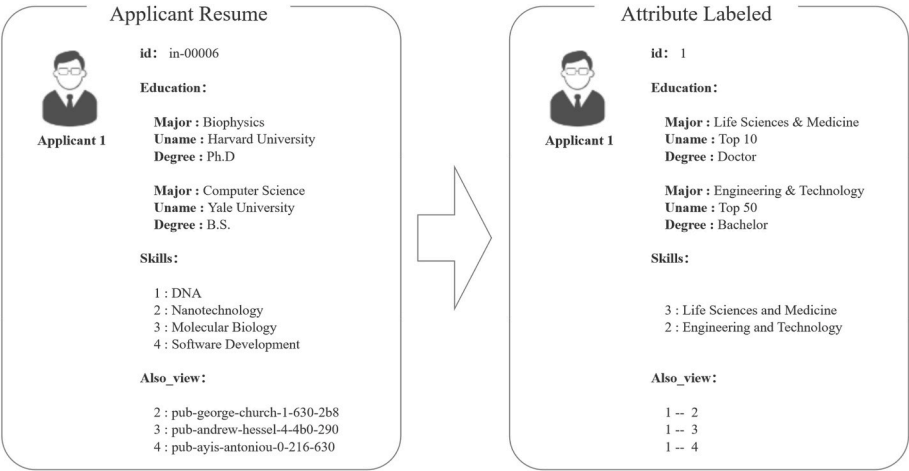 Applicant Resume
Applicant 1
id: in-00006
Education:
Major : Biophysics
Uname : Harvard University
Degree : Ph.D
Major : Computer Science
Uname : Yale University
Degree : B.S.
Skills:
1 : DNA
2 : Nanotechnology
3 : Molecular Biology
4 : Software Development
Also_view:
2 : pub-george-church-1-630-2b8
3 : pub-andrew-hessel-4-4b0-290
4 : pub-ayis-antoniou-0-216-630
Attribute Labeled
Applicant 1
id: 1
Education:
Major : Life Sciences & Medicine
Uname : Top 10
Degree : Doctor
Major : Engineering & Technology
Uname : Top 50
Degree : Bachelor
Skills:
3 : Life Sciences and Medicine
2 : Engineering and Technology
Also_view:
1 -- 2
1 -- 3
1 -- 4